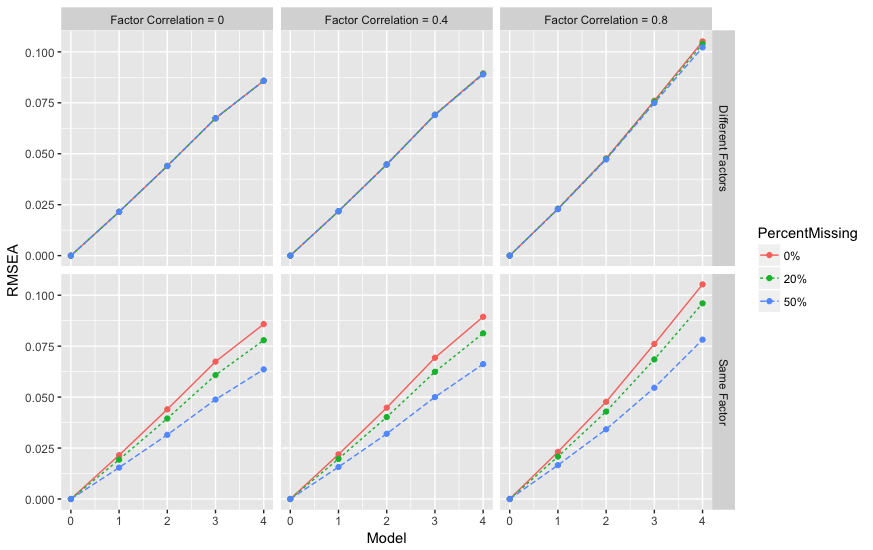 Factor Correlation = 0
Factor Correlation = 0.4
Factor Correlation = 0.8
0.100
0.075
0.050
0.025
0.000
Different Factors
RMSEA
0.100
0.075
0.050
0.025
0.000
Same Factor
0 1 2 3 4
0 1 2 3 4
0 1 2 3 4
Model
PercentMissing
0%
20%
50%